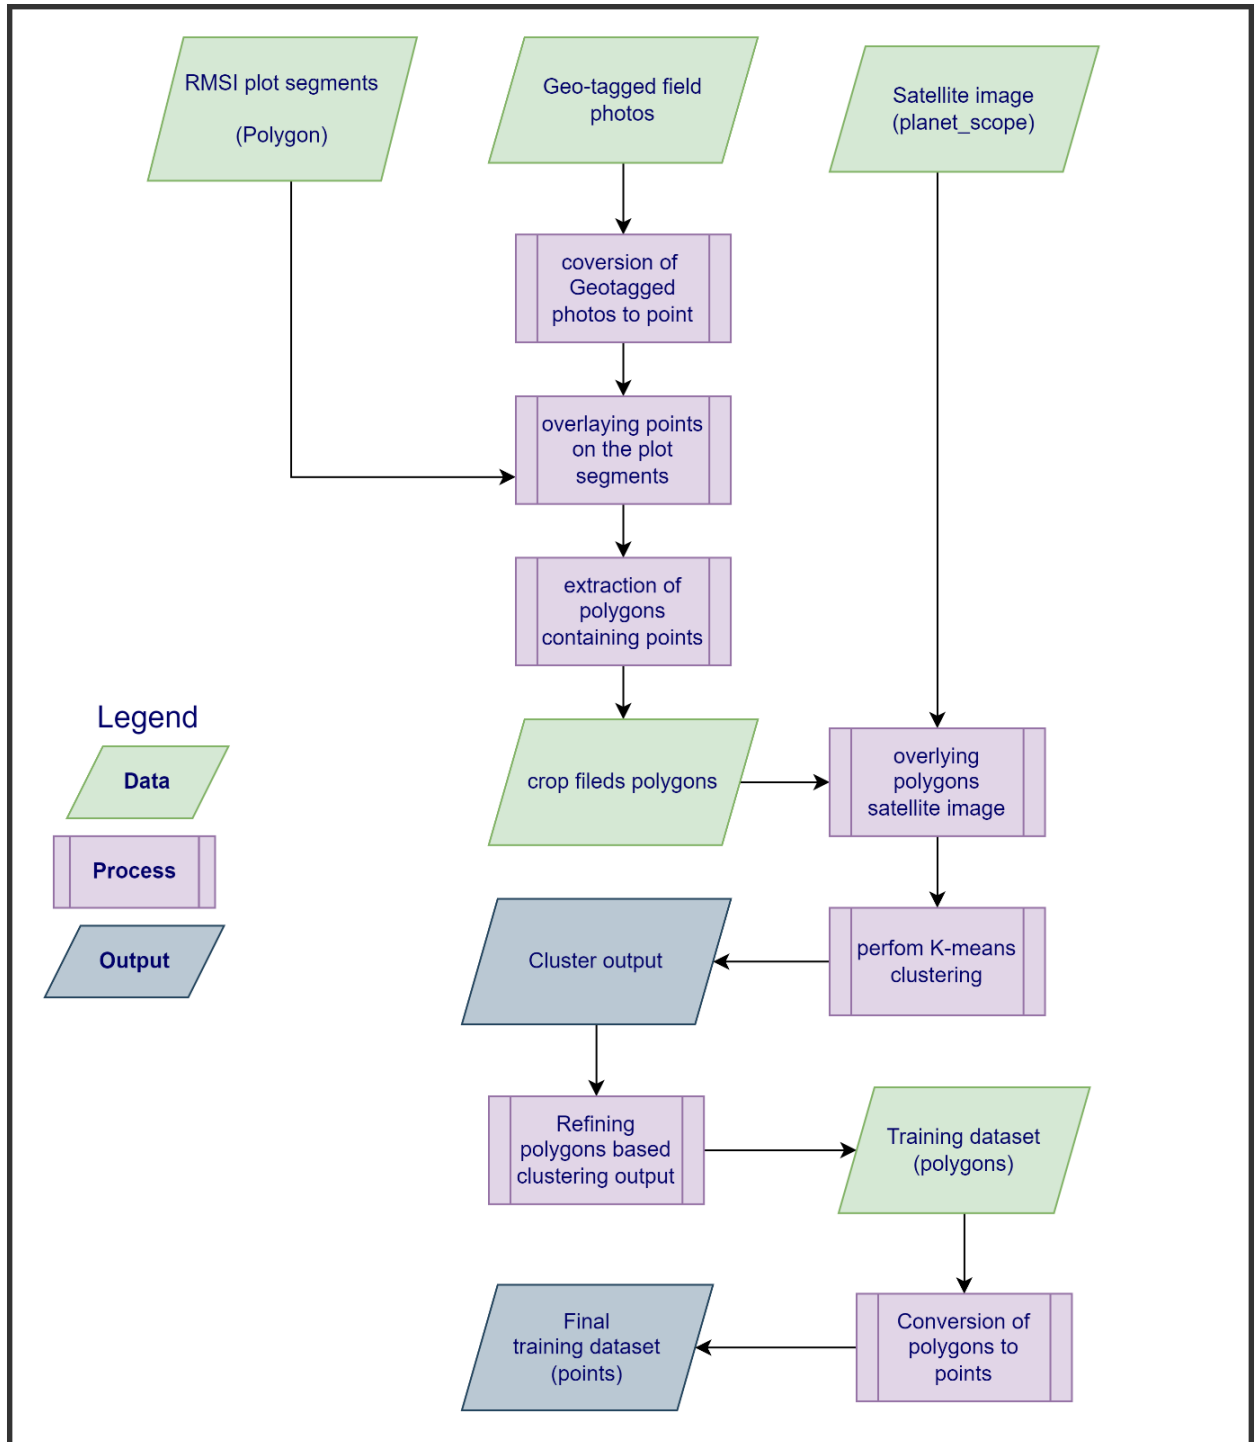 RMSI plot segments
(Polygon)
Geo-tagged field
photos
Satellite image
(planet_scope)
coversion of
Geotagged
photos to point
overlaying points
on the plot
segments
extraction of
polygons
containing points
Legend
Data
Process
Output
crop fileds polygons
overlying
polygons
satellite image
Cluster output
perfom K-means
clustering
Refining
polygons based
clustering output
Training dataset
(polygons)
Final
training dataset
(points)
Conversion of
polygons to
points